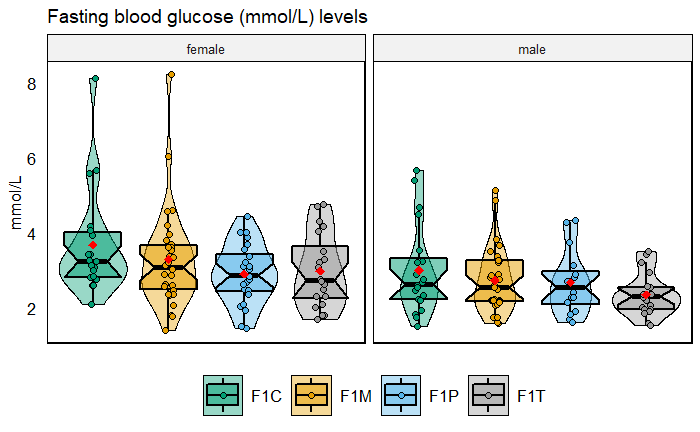 Fasting blood glucose (mmol/L) levels
female
male
8
6
4
2
mmol/L
F1C
F1M
F1P
F1T